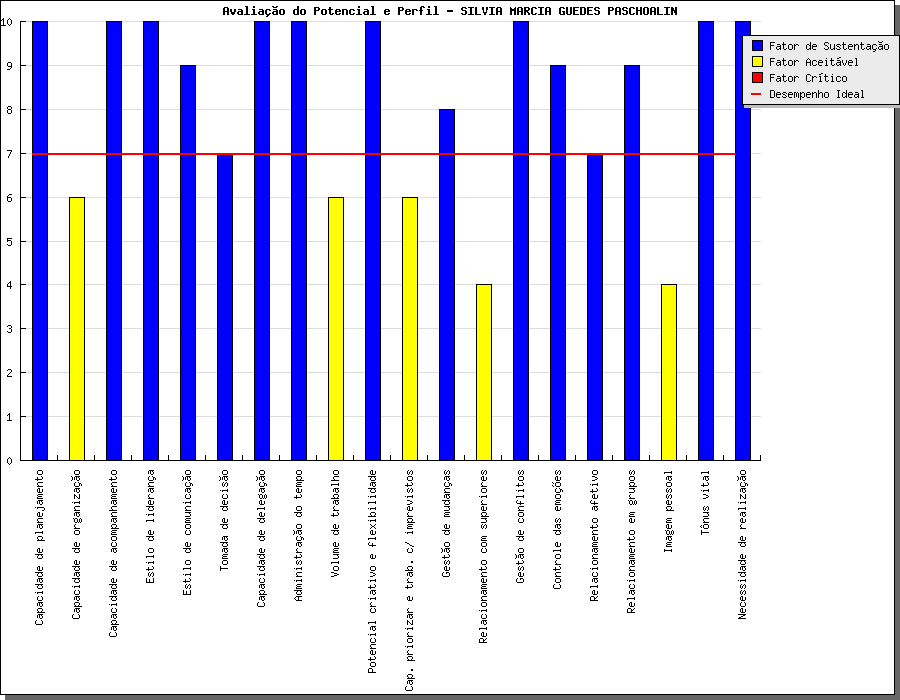 Avaliação do Potencial e Perfil - SILVIA MARCIA GUEDES PASCHOALIN
Fator de Sustentação
Fator Aceitável
Fator Crítico
Desempenho Ideal
10
9
8
7
6
5
4
3
2
1
0
Capacidade de planejamento
Capacidade de organização
Capacidade de acompanhamento
Estilo de liderança
Estilo de comunicação
Tomada de decisão
Capacidade de delegação
Administração do tempo
Volume de trabalho
Potencial criativo e flexibilidade
Cap. priorizar e trab. c/ imprevistos
Gestão de mudanças
Relacionamento com superiores
Gestão de conflitos
Controle das emoções
Relacionamento afetivo
Relacionamento em grupos
Imagem pessoal
Tônus vital
Necessidade de realização